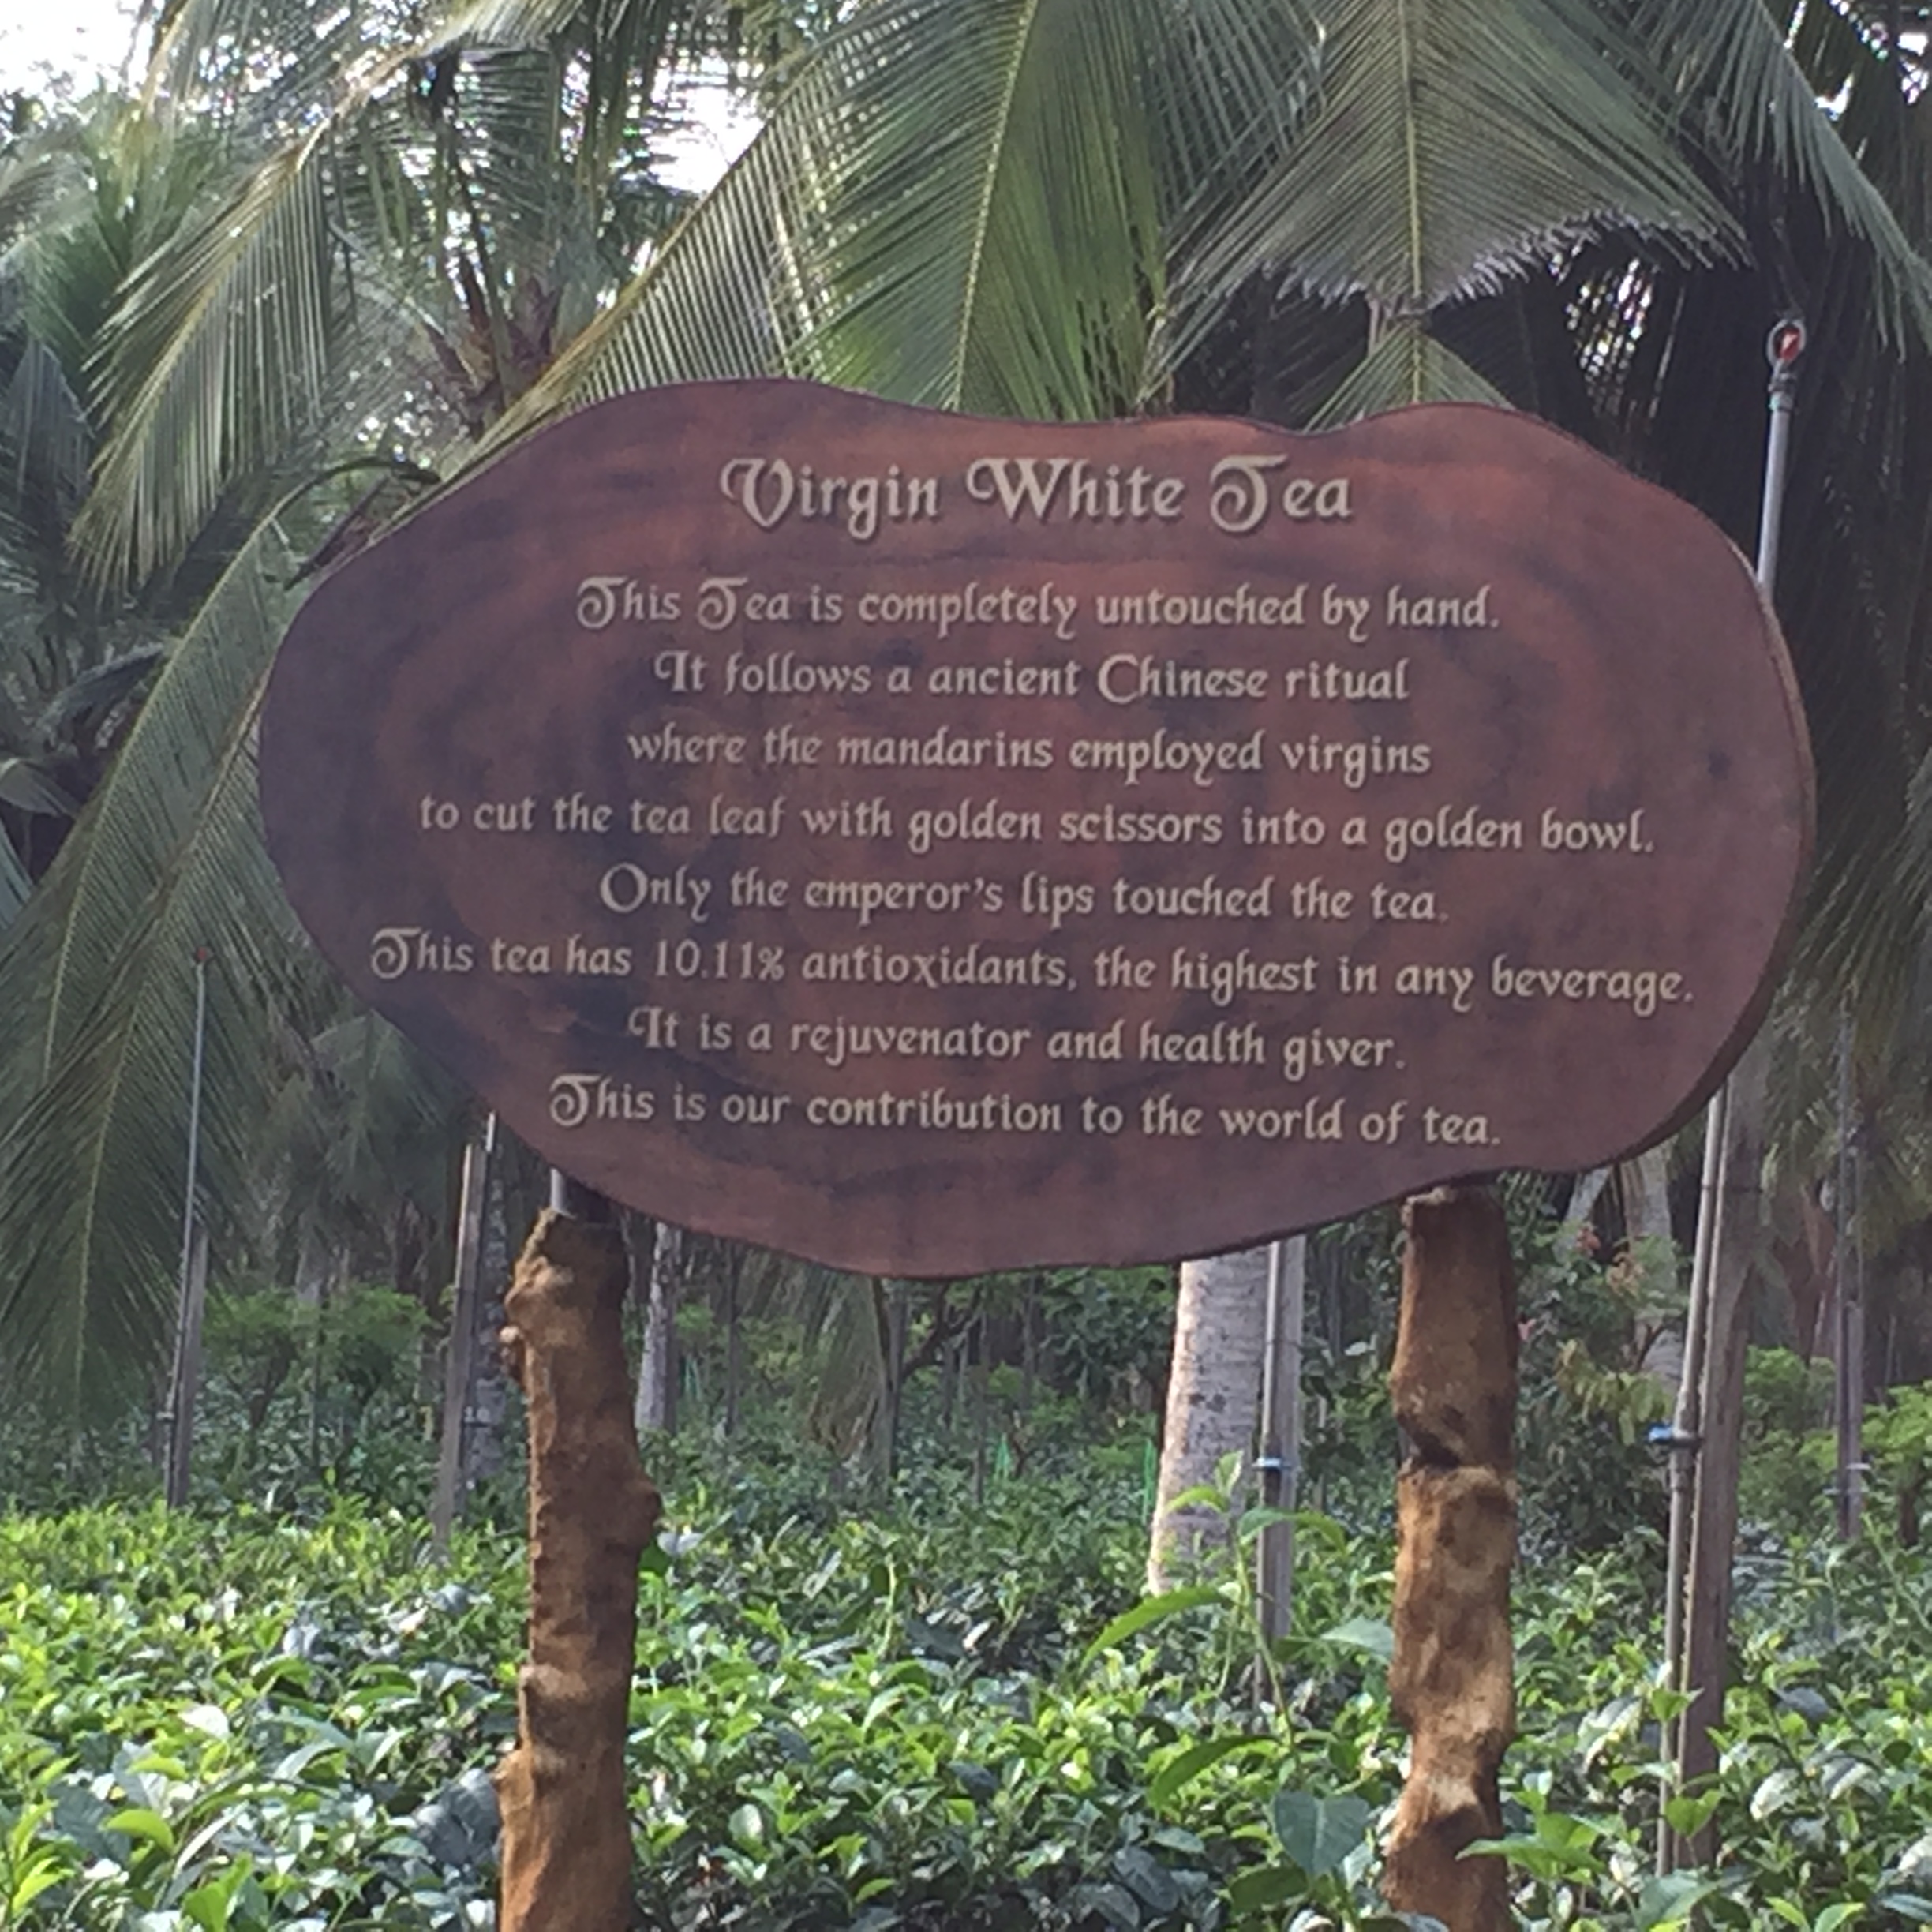 Virgin White Tea
This Tea is completely untouched by hand.
It follows a ancient Chinese ritual
where the mandarins employed virgins
to cut the tea leaf with golden scissors into a golden bowl.
Only the emperor's lips touched the tea.
This tea has 10.11% antioxidants, the highest in any beverage.
It is a rejuvenator and health giver.
This is our contribution to the world of tea.